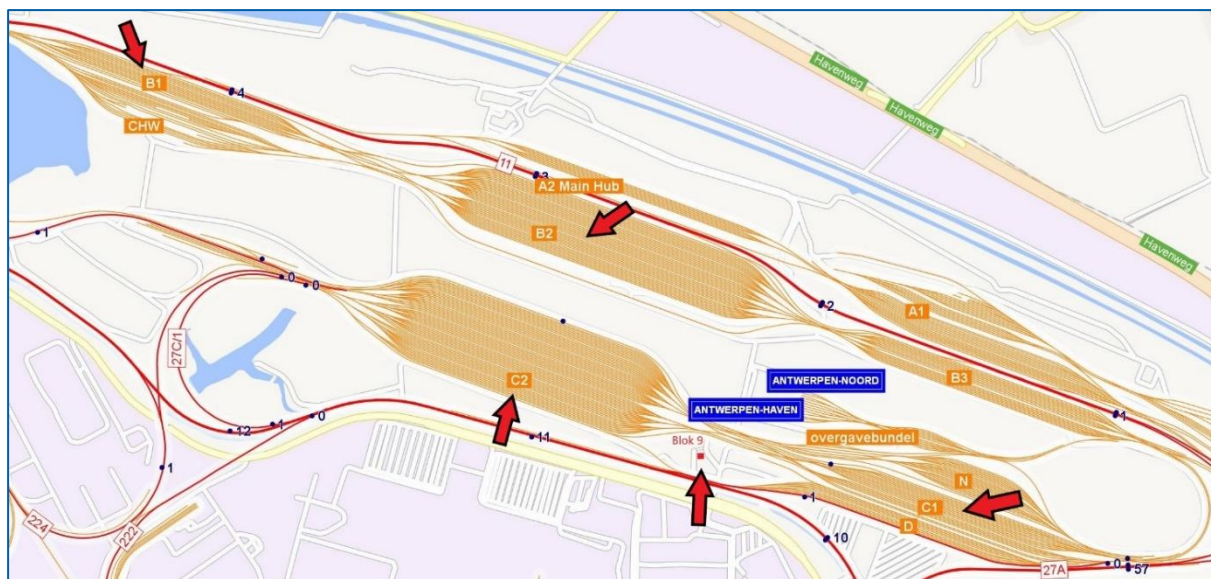 Havenweg
Havenweg
Havenweg
B1
4
CHW
11
3
A2 Main Hub
B2
1
0
0
2
A1
27C/1
C2
B3
ANTWERPEN-NOORD
ANTWERPEN-HAVEN
1
0
1
12
11
overgavebundel
Blok 9
1
N
1
C1
D
224
222
10
27A
0
57